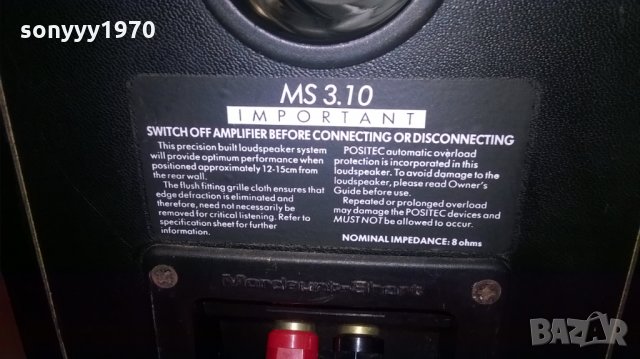 sonyyy1970
MS 3.10
IMPORTANT
SWITCH OFF AMPLIFIER BEFORE CONNECTING OR DISCONNECTING
This precision built loudspeaker system
will provide optimum performance when
positioned approximately 12-15cm from
the rear wall.
The flush fitting grille cloth ensures that
edge defraction is eliminated and
therefore, need not necessarily be
removed for critical listening. Refer to
specification sheet for further
information.
POSITEC automatic overload
protection is incorporated in this
loudspeaker. To avoid damage to the
loudspeaker, please read Owner's
Guide before use.
Repeated or prolonged overload
may damage the POSITEC devices and
MUST NOT be allowed to occur.
NOMINAL IMPEDANCE: 8 ohms
Mordaunt-Short
BAZAR